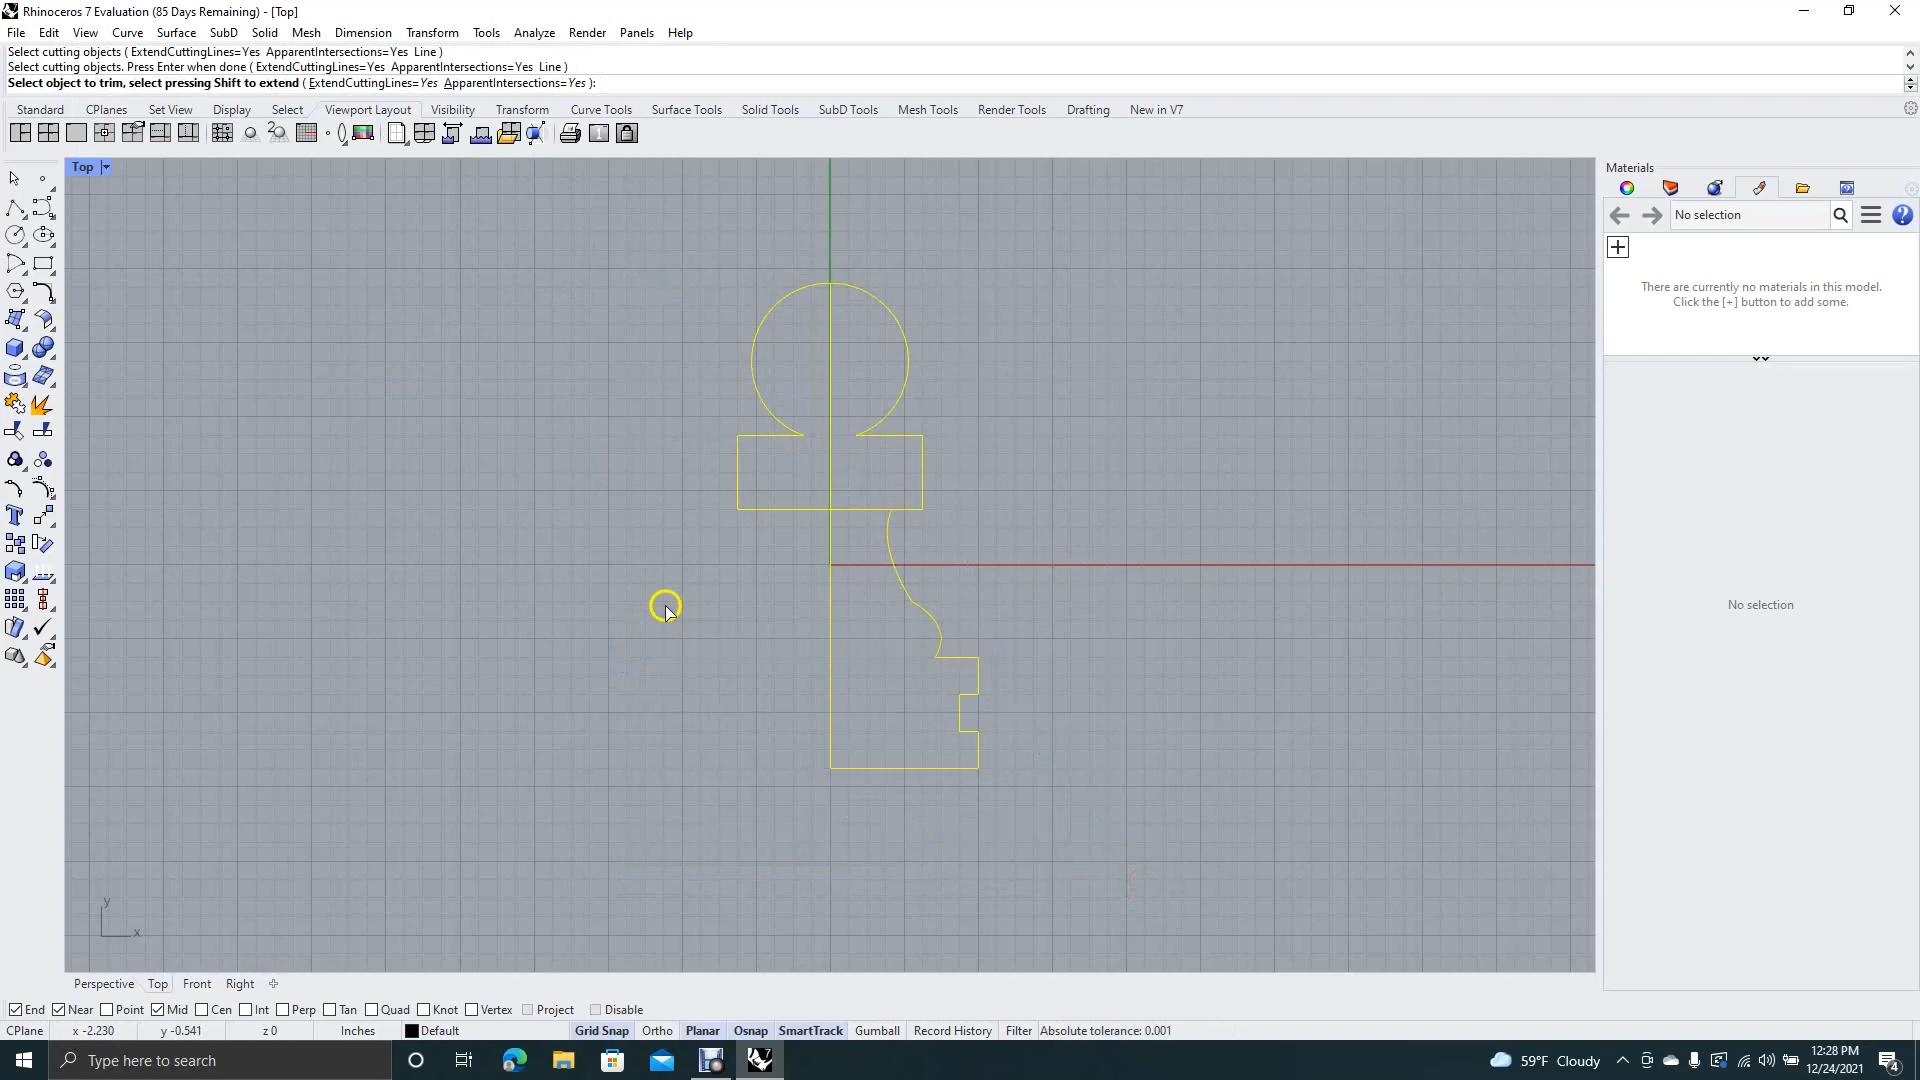 Rhinoceros 7 Evaluation (85 Days Remaining) - [Top]
File Edit View Curve Surface SubD Solid Mesh Dimension Transform Tools Analyze Render Panels Help
Select cutting objects ( ExtendCuttingLines=Yes ApparentIntersections=Yes Line )
Select cutting objects. Press Enter when done ( ExtendCuttingLines=Yes ApparentIntersections=Yes Line )
Select object to trim, select pressing Shift to extend ( ExtendCuttingLines=Yes ApparentIntersections=Yes ):
Standard CPlanes Set View Display Select Viewport Layout Visibility Transform Curve Tools Surface Tools Solid Tools SubD Tools Mesh Tools Render Tools Drafting New in V7
Top
Materials
No selection
There are currently no materials in this model.
Click the [+] button to add some.
No selection
y
x
Perspective Top Front Right
End Near Point Mid Cen Int Perp Tan Quad Knot Vertex Project Disable
CPlane x -2.230 y -0.541 z 0 Inches Default Grid Snap Ortho Planar Osnap SmartTrack Gumball Record History Filter Absolute tolerance: 0.001
Type here to search
59°F Cloudy
12:28 PM
12/24/2021
4